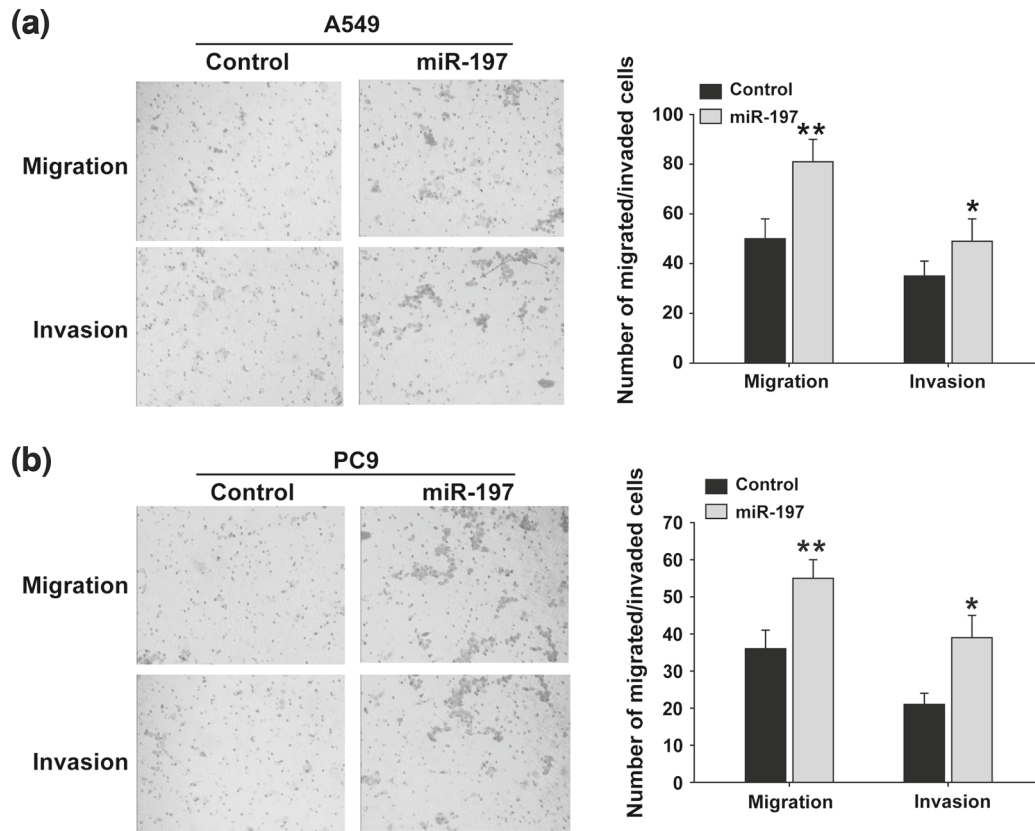 (a)
A549
Control miR-197
Migration
Invasion
Number of migrated/invaded cells
Control
miR-197
100
80
60
40
20
0
**
*
Migration Invasion
(b)
PC9
Control miR-197
Migration
Invasion
Number of migrated/invaded cells
Control
miR-197
70
60
50
40
30
20
10
0
**
*
Migration Invasion